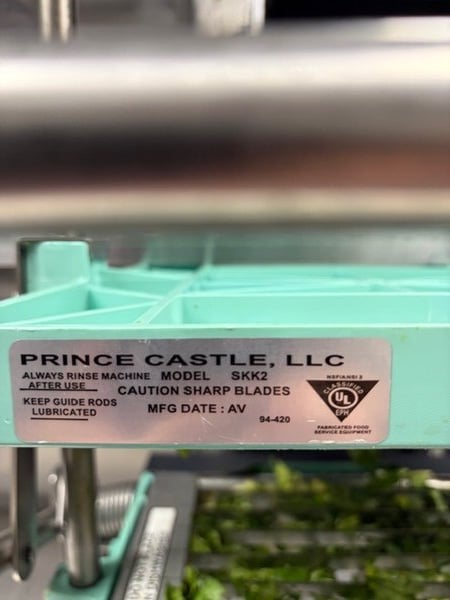 PRINCE CASTLE, LLC
ALWAYS RINSE MACHINE MODEL SKK2
AFTER USE CAUTION SHARP BLADES
KEEP GUIDE RODS MFG DATE : AV
LUBRICATED
94-420
NSF/ANSI 2
CLASSIFIED
UL
EPH
FABRICATED FOOD
SERVICE EQUIPMENT